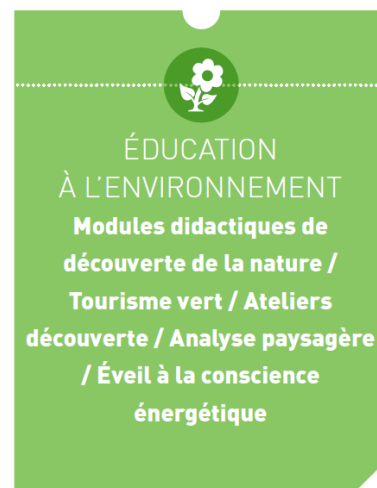 ÉDUCATION
À L'ENVIRONNEMENT
Modules didactiques de
découverte de la nature /
Tourisme vert / Ateliers
découverte / Analyse paysagère
/ Éveil à la conscience
énergétique